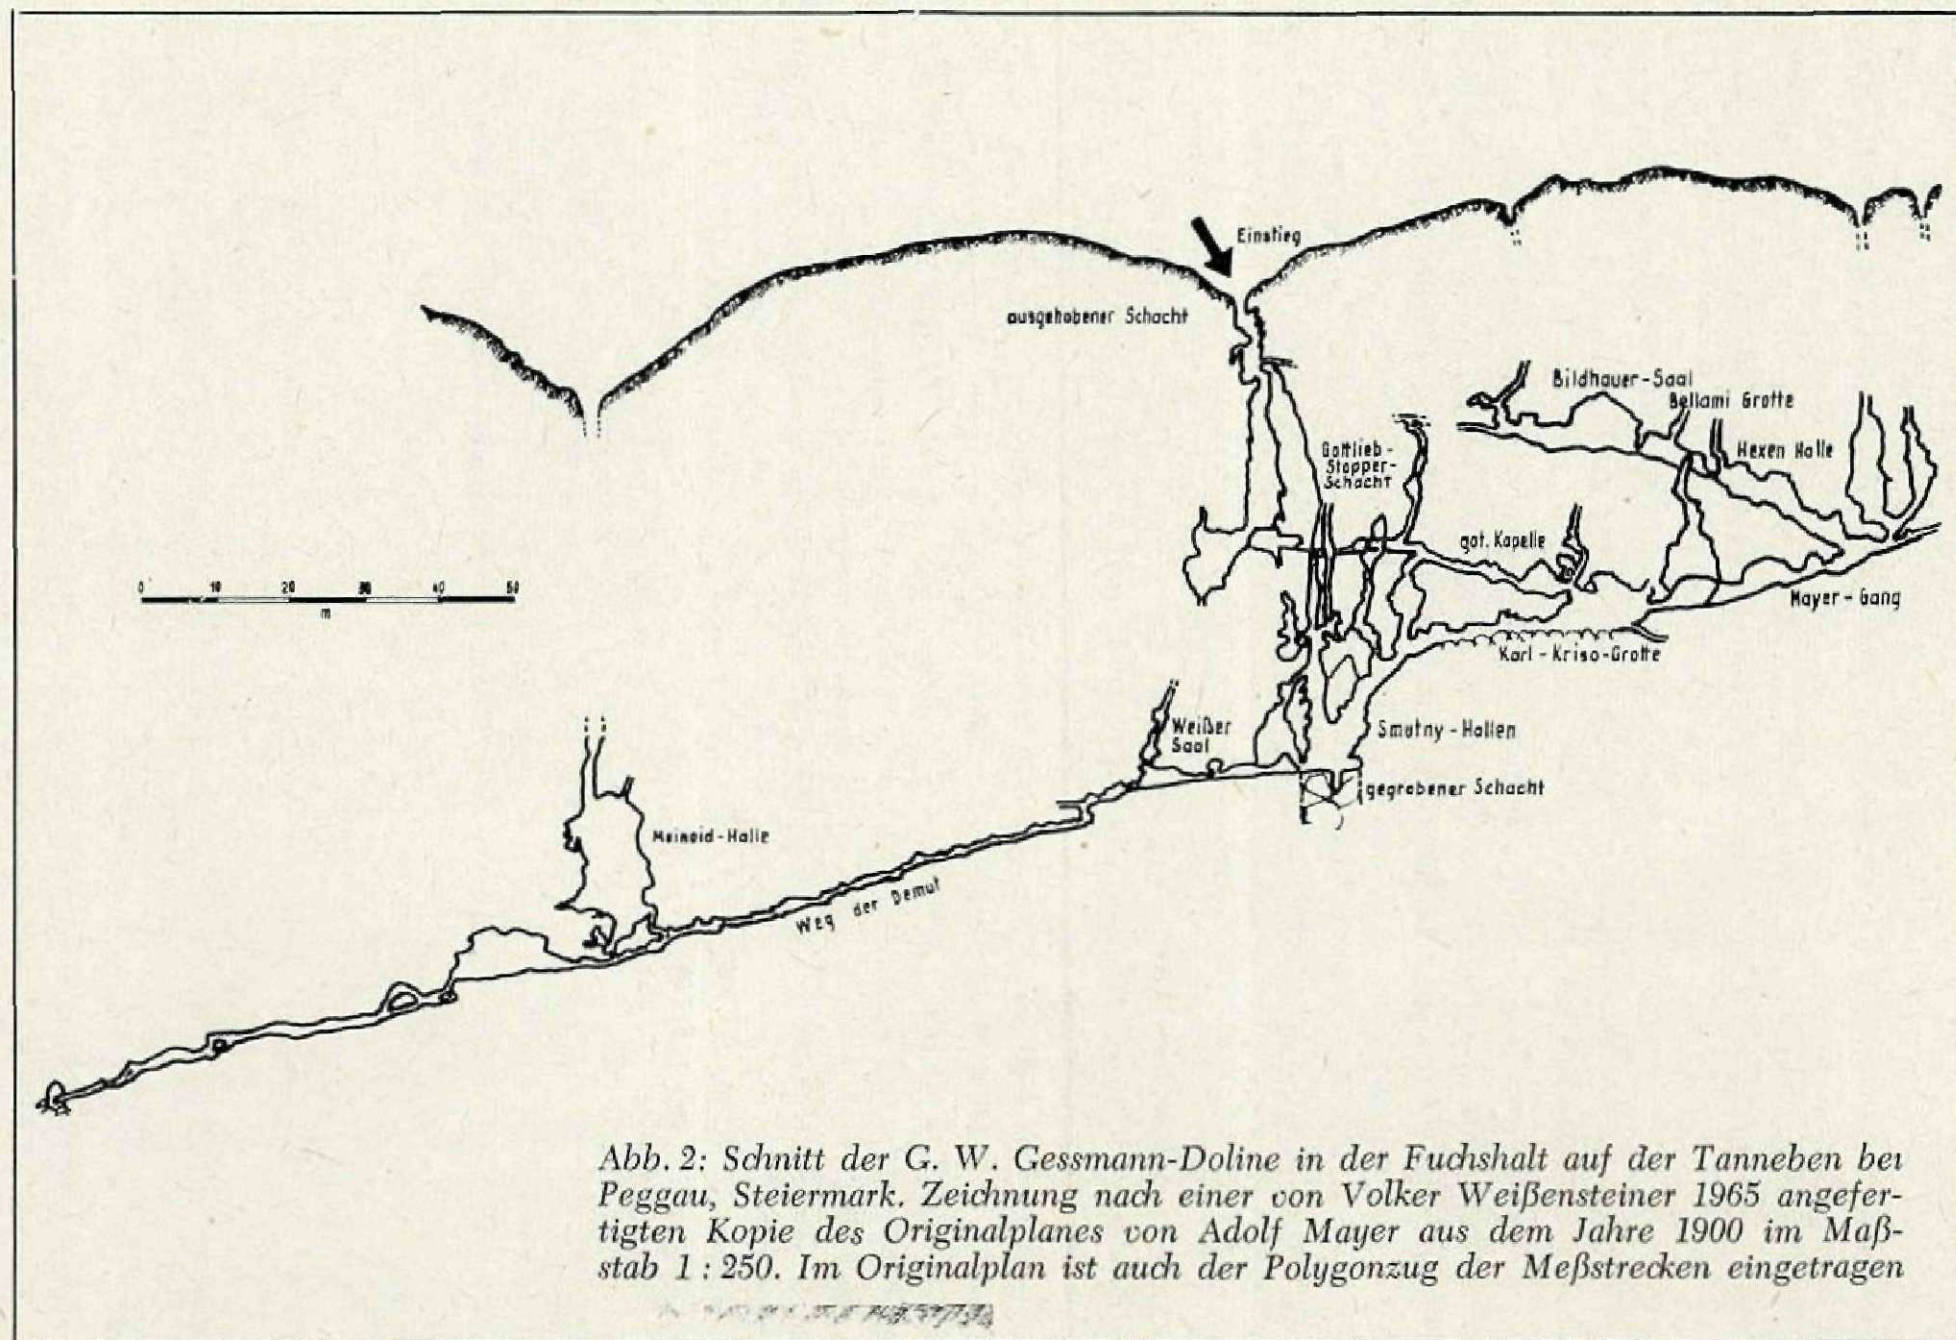 Einstieg
ausgehobener Schacht
Bildhauer-Saal
Bellami Grotte
Hexen Halle
Gottlieb-
Stopper-
Schacht
got. Kapelle
Mayer-Gang
Karl-Kriso-Grotte
0 10 20 30 40 50
m
Weißer
Saal
Smutny-Hallen
gegrabener Schacht
Weg der Demut
Abb. 2: Schnitt der G. W. Gessmann-Doline in der Fuchshalt auf der Tanneben bei
Peggau, Steiermark. Zeichnung nach einer von Volker Weißensteiner 1965 angefer-
tigten Kopie des Originalplanes von Adolf Mayer aus dem Jahre 1900 im Maß-
stab 1 : 250. Im Originalplan ist auch der Polygonzug der Meßstrecken eingetragen